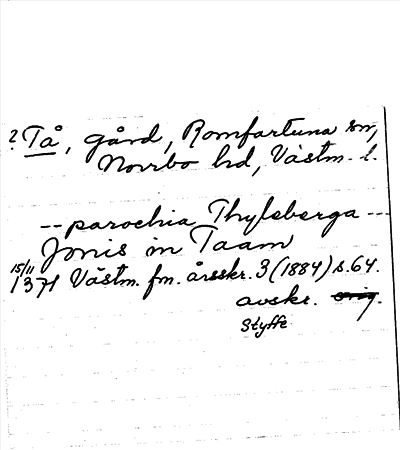 ? Tå, gård, Romfartuna sn,
Norrbo hd, Västm. l.
-- parochia Thylsberga ---
Jonis in Taam
15/11 1371 Västm. fm. årsskr. 3 (1884) s. 64.
avskr. orig.
Styffe